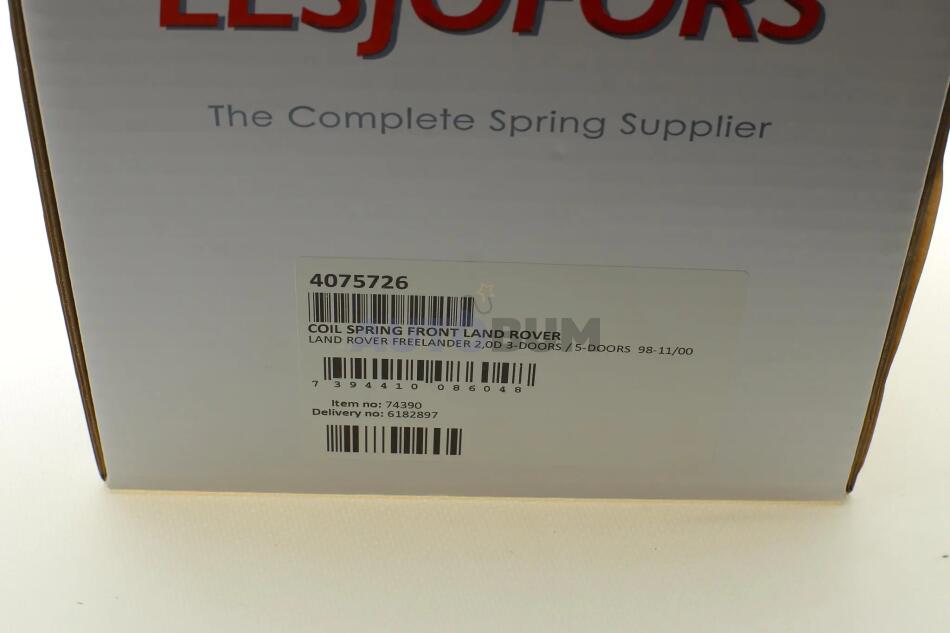 LESJÖFORS
The Complete Spring Supplier
4075726
COIL SPRING FRONT LAND ROVER
LAND ROVER FREELANDER 2,0D 3-DOORS / 5-DOORS 98-11/00
AUTOBUM
7 394410 086048
Item no: 74390
Delivery no: 6182897